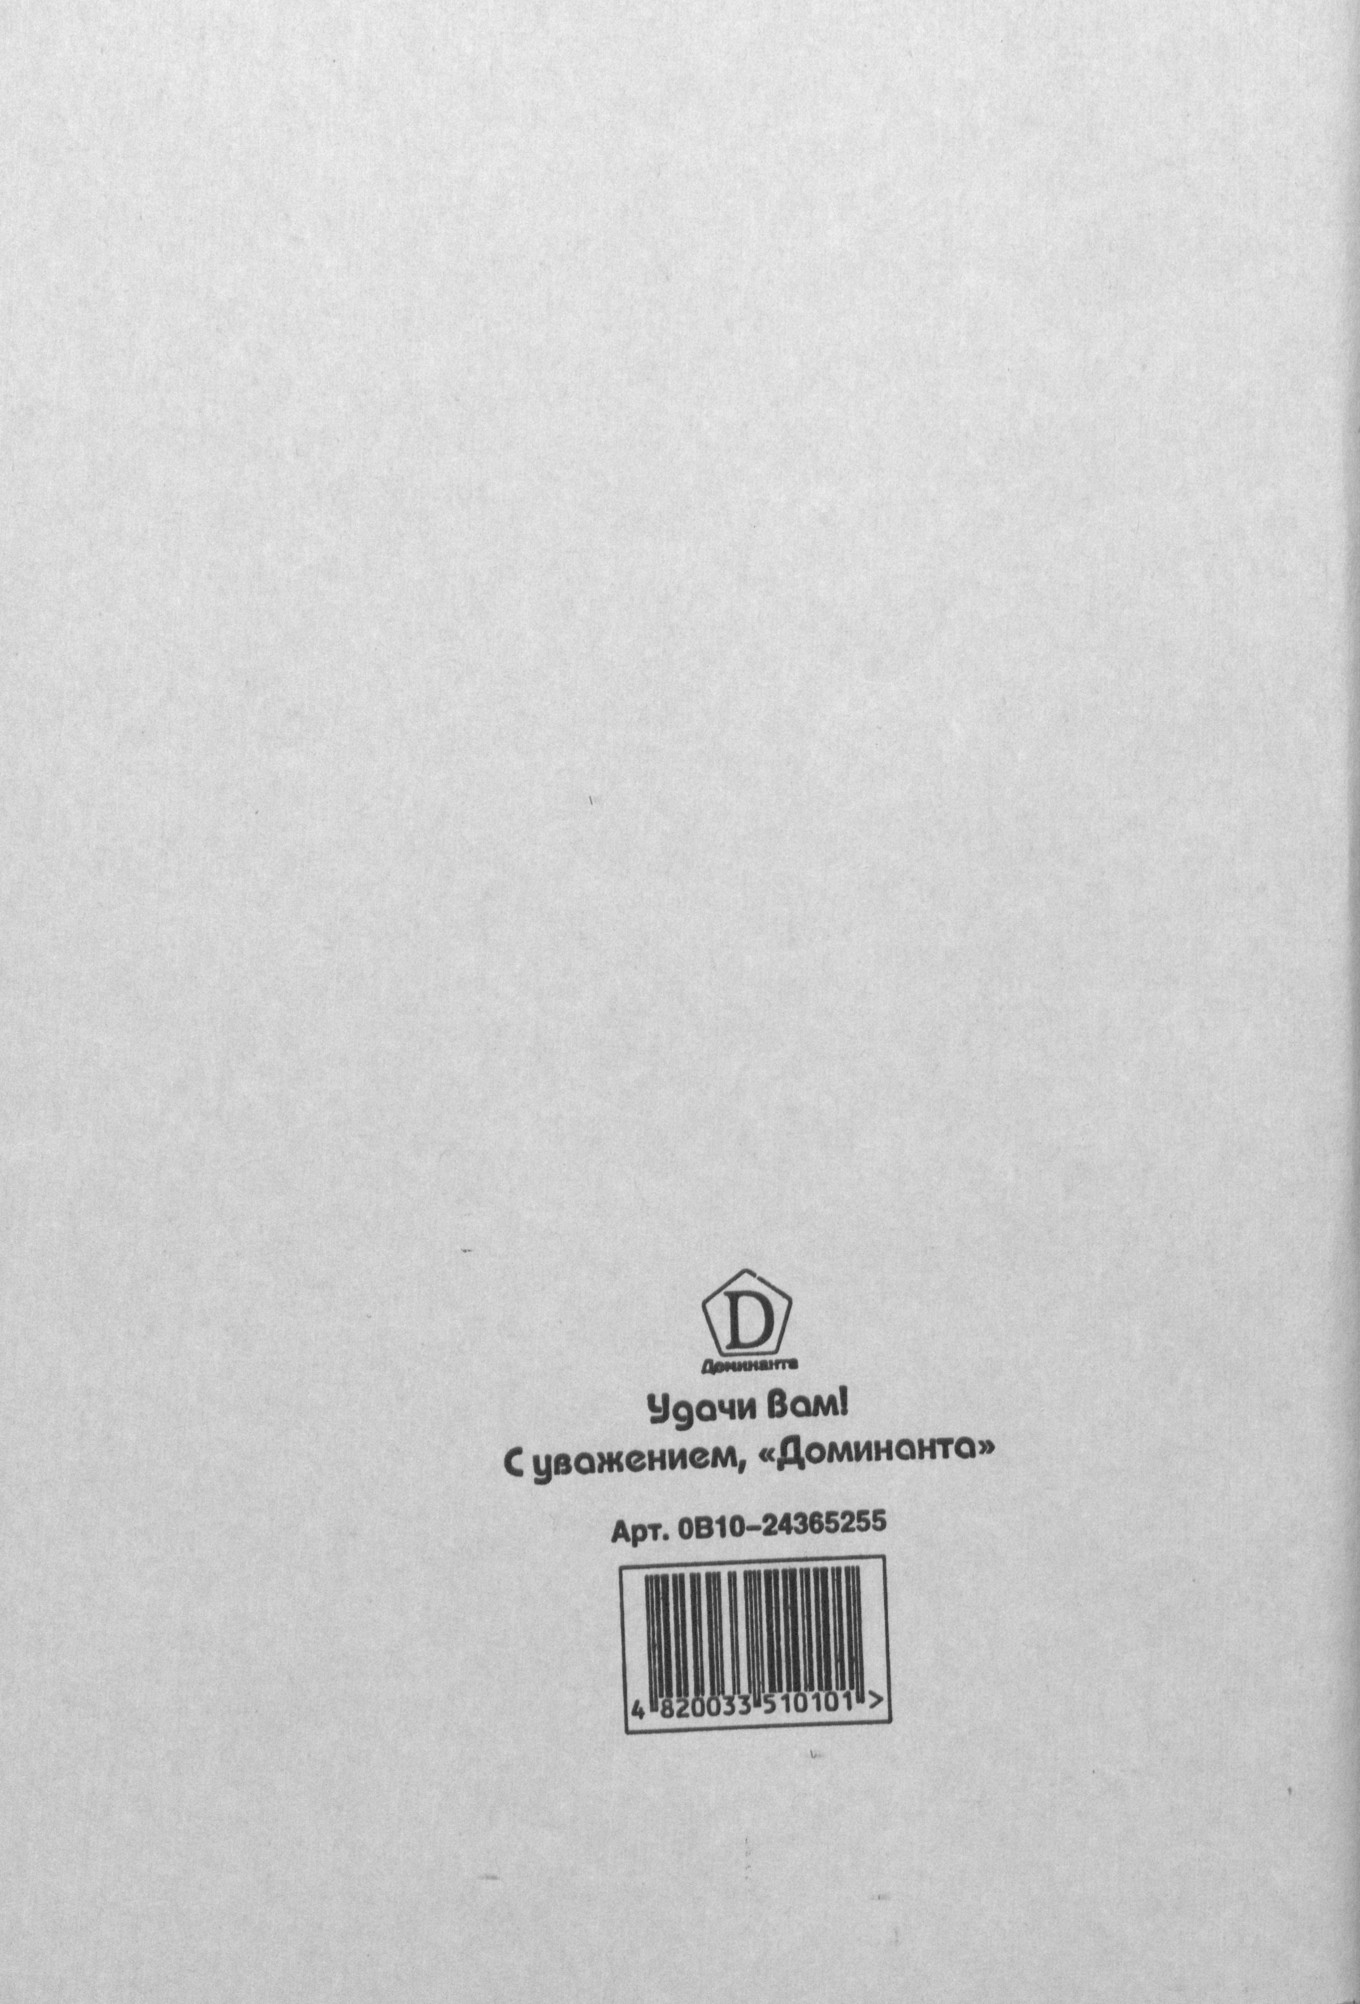 D
Доминанта
Удачи Вам!
С уважением, «Доминанта»
Арт. 0В10–24365255
4 820033 510101 >